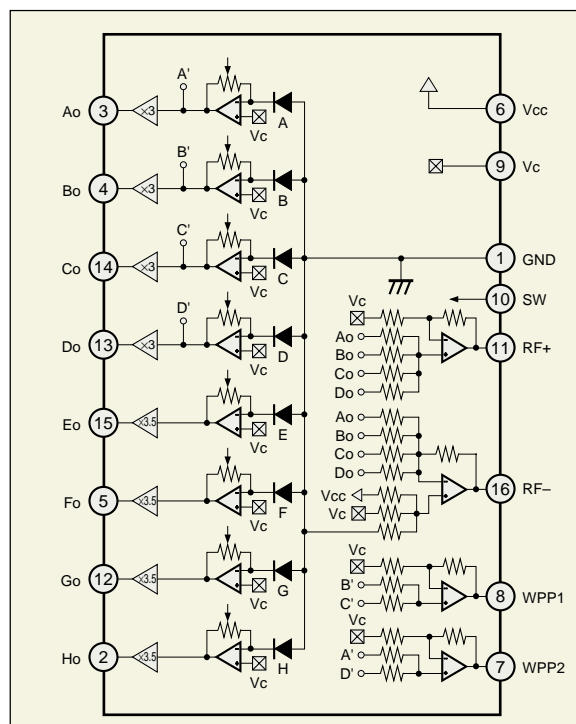 A'
Ao 3 ×3 Vc A
6 Vcc
B'
Bo 4 ×3 Vc B
9 Vc
C'
Co 14 ×3 Vc C
1 GND
10 SW
D'
Do 13 ×3 Vc D
Vc
Ao
Bo
Co
Do
11 RF+
Eo 15 ×3.5 Vc E
Ao
Bo
Co
Do
Vcc
Vc
16 RF–
Fo 5 ×3.5 Vc F
Go 12 ×3.5 Vc G
Vc
B'
C'
8 WPP1
Ho 2 ×3.5 Vc H
Vc
A'
D'
7 WPP2